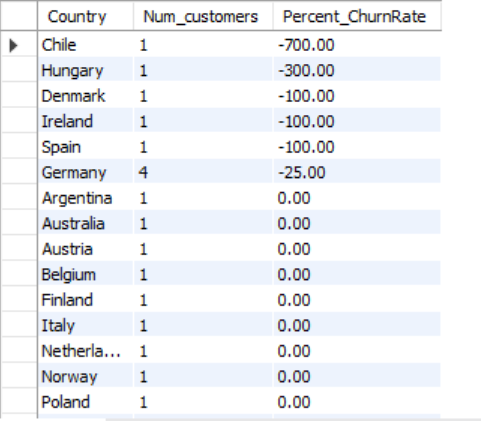 Country Num_customers Percent_ChurnRate
Chile 1 -700.00
Hungary 1 -300.00
Denmark 1 -100.00
Ireland 1 -100.00
Spain 1 -100.00
Germany 4 -25.00
Argentina 1 0.00
Australia 1 0.00
Austria 1 0.00
Belgium 1 0.00
Finland 1 0.00
Italy 1 0.00
Netherla... 1 0.00
Norway 1 0.00
Poland 1 0.00